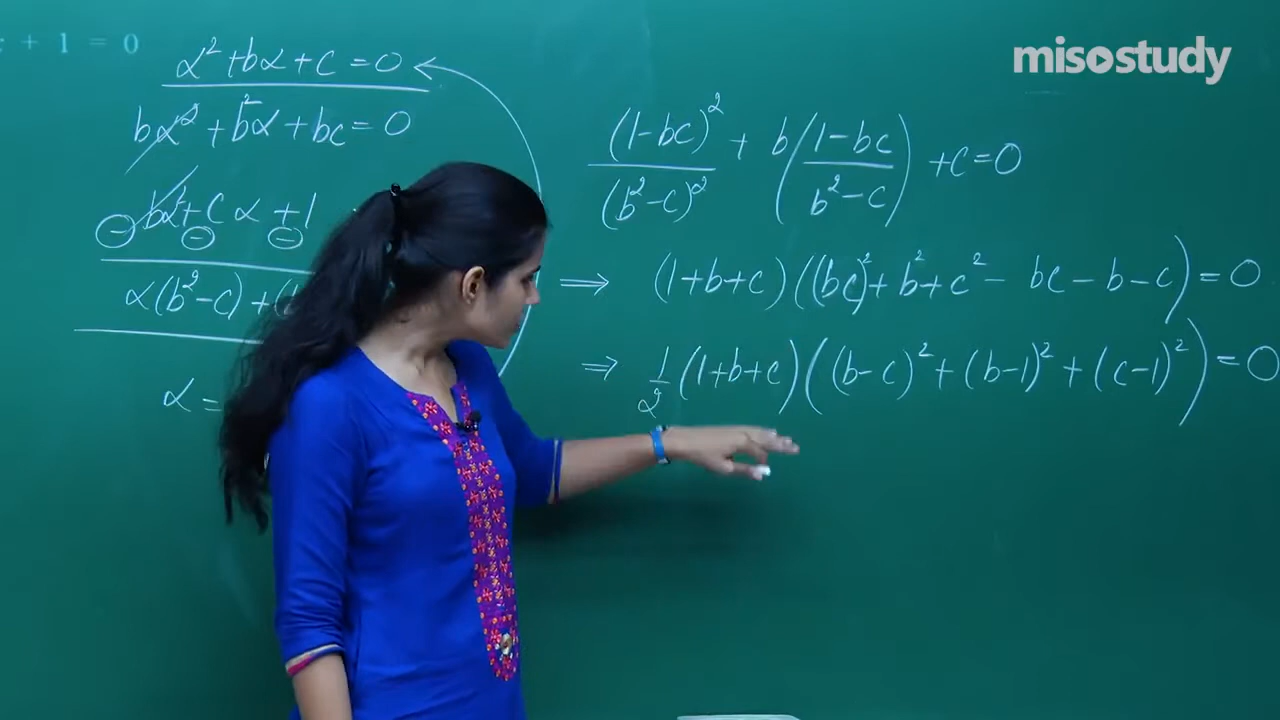 + 1 = 0
misostudy
α² + bα + c = 0
bα² + b²α + bc = 0
bα² + cα + 1
α(b² - c) + (
α =
(1-bc)²/(b²-c)² + b((1-bc)/(b²-c)) + c = 0
⇒ (1+b+c)((bc)² + b² + c² - bc - b - c) = 0
⇒ 1/2 (1+b+c)((b-c)² + (b-1)² + (c-1)²) = 0